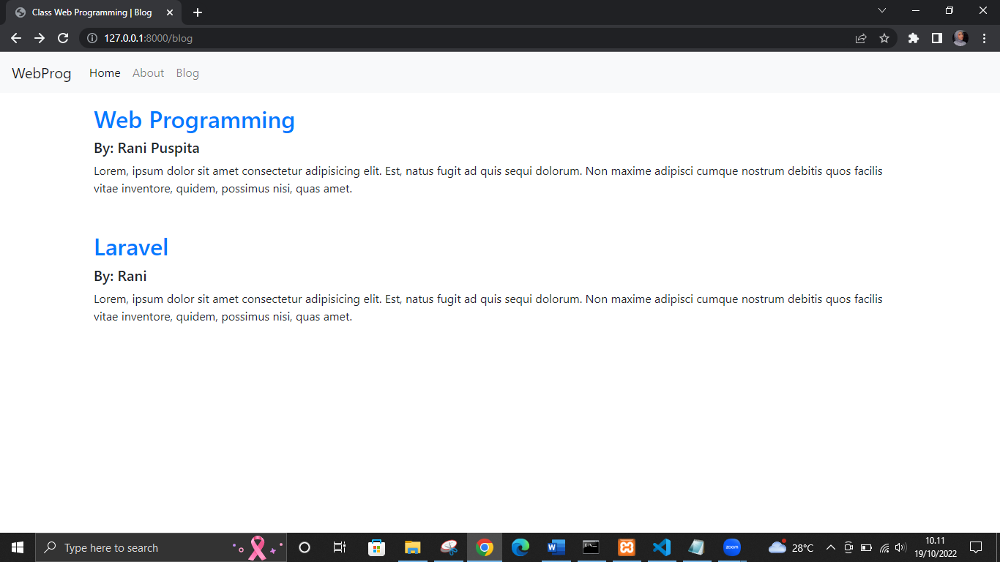 Class Web Programming | Blog
127.0.0.1:8000/blog
WebProg Home About Blog
Web Programming
By: Rani Puspita
Lorem, ipsum dolor sit amet consectetur adipisicing elit. Est, natus fugit ad quis sequi dolorum. Non maxime adipisci cumque nostrum debitis quos facilis
vitae inventore, quidem, possimus nisi, quas amet.
Laravel
By: Rani
Lorem, ipsum dolor sit amet consectetur adipisicing elit. Est, natus fugit ad quis sequi dolorum. Non maxime adipisci cumque nostrum debitis quos facilis
vitae inventore, quidem, possimus nisi, quas amet.
Type here to search
zoom
28°C
10.11
19/10/2022